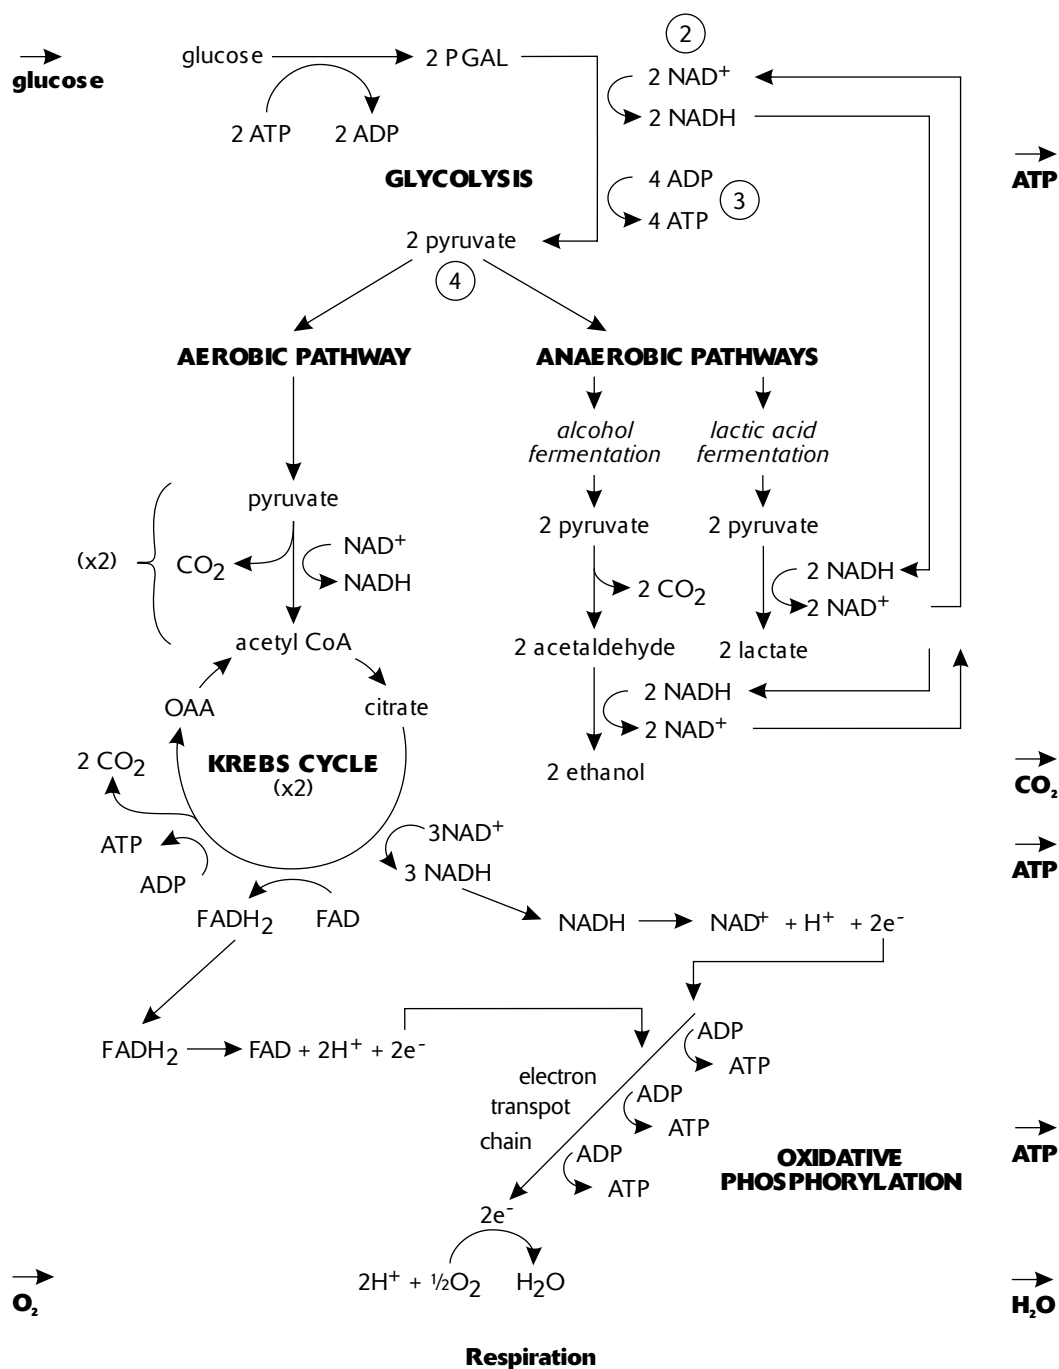 2
glucose
glucose
2 PGAL
2 NAD+
2 NADH
2 ATP
2 ADP
GLYCOLYSIS
4 ADP
4 ATP
3
ATP
2 pyruvate
4
AEROBIC PATHWAY
ANAEROBIC PATHWAYS
alcohol
fermentation
lactic acid
fermentation
pyruvate
2 pyruvate
2 pyruvate
(x2)
CO2
NAD+
NADH
2 CO2
2 NADH
2 NAD+
acetyl CoA
2 acetaldehyde
2 lactate
OAA
citrate
2 NADH
2 NAD+
2 CO2
KREBS CYCLE
(x2)
2 ethanol
CO2
ATP
ADP
3NAD+
3 NADH
ATP
FADH2
FAD
NADH
NAD+ + H+ + 2e-
FADH2
FAD + 2H+ + 2e-
ADP
ATP
electron
transpot
chain
ADP
ATP
ADP
ATP
OXIDATIVE
PHOSPHORYLATION
ATP
2e-
2H+ + ½O2
H2O
O2
H2O
Respiration